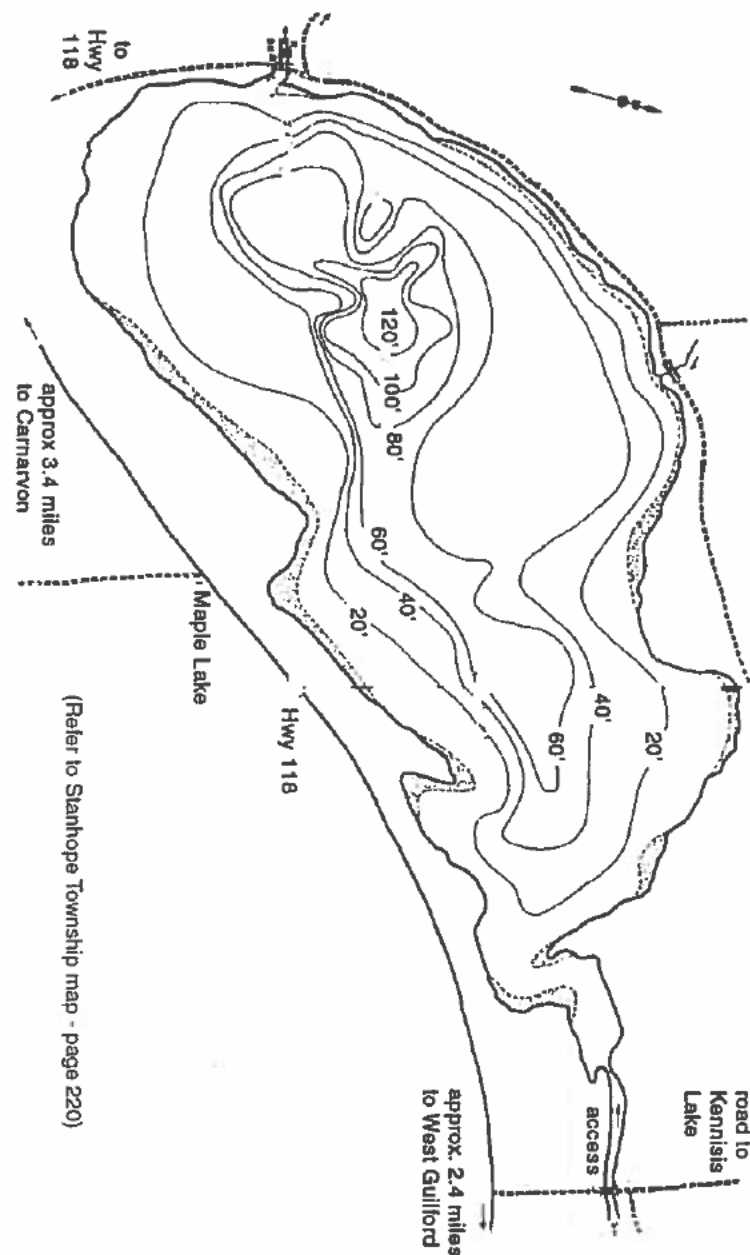 to
Hwy
118
120'
100'
80'
60'
40'
20'
60'
40'
20'
approx 3.4 miles
to Carnarvon
Maple Lake
Hwy 118
(Refer to Stanhope Township map - page 220)
road to
Kennisis
Lake
access
approx. 2.4 miles
to West Guilford